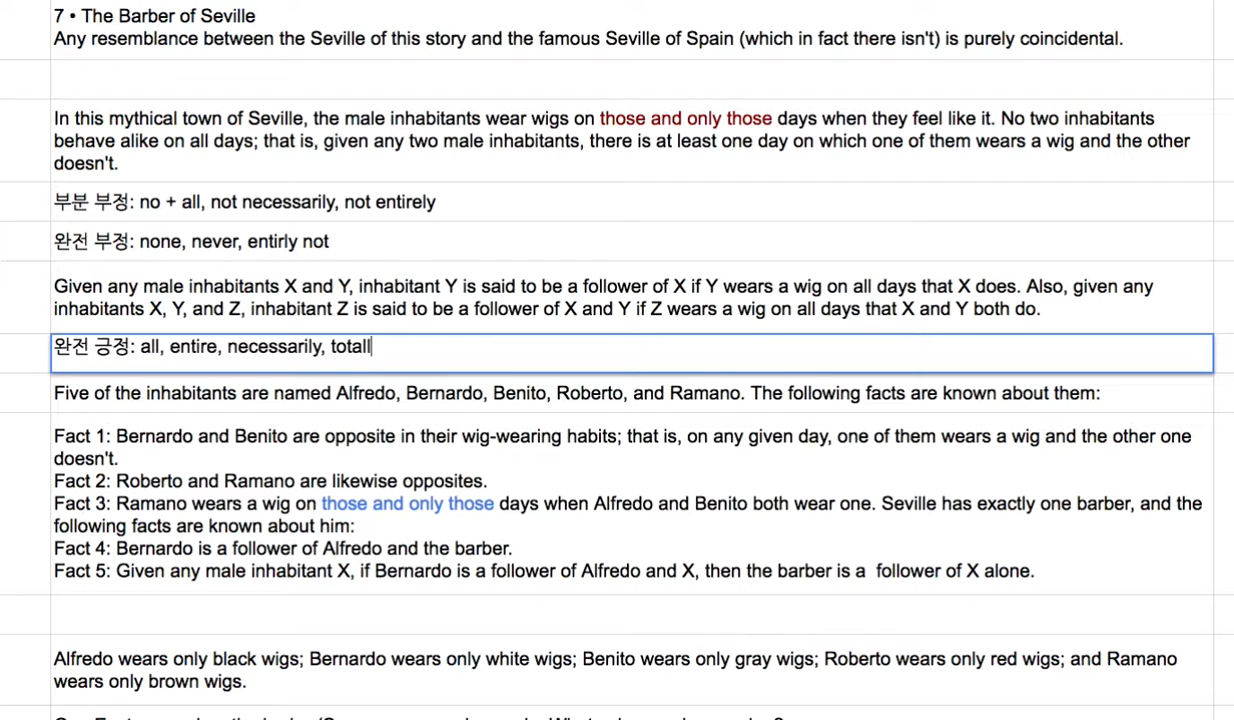 7 • The Barber of Seville
Any resemblance between the Seville of this story and the famous Seville of Spain (which in fact there isn't) is purely coincidental.
In this mythical town of Seville, the male inhabitants wear wigs on those and only those days when they feel like it. No two inhabitants
behave alike on all days; that is, given any two male inhabitants, there is at least one day on which one of them wears a wig and the other
doesn't.
부분 부정: no + all, not necessarily, not entirely
완전 부정: none, never, entirly not
Given any male inhabitants X and Y, inhabitant Y is said to be a follower of X if Y wears a wig on all days that X does. Also, given any
inhabitants X, Y, and Z, inhabitant Z is said to be a follower of X and Y if Z wears a wig on all days that X and Y both do.
완전 긍정: all, entire, necessarily, totall
Five of the inhabitants are named Alfredo, Bernardo, Benito, Roberto, and Ramano. The following facts are known about them:
Fact 1: Bernardo and Benito are opposite in their wig-wearing habits; that is, on any given day, one of them wears a wig and the other one
doesn't.
Fact 2: Roberto and Ramano are likewise opposites.
Fact 3: Ramano wears a wig on those and only those days when Alfredo and Benito both wear one. Seville has exactly one barber, and the
following facts are known about him:
Fact 4: Bernardo is a follower of Alfredo and the barber.
Fact 5: Given any male inhabitant X, if Bernardo is a follower of Alfredo and X, then the barber is a  follower of X alone.
Alfredo wears only black wigs; Bernardo wears only white wigs; Benito wears only gray wigs; Roberto wears only red wigs; and Ramano
wears only brown wigs.